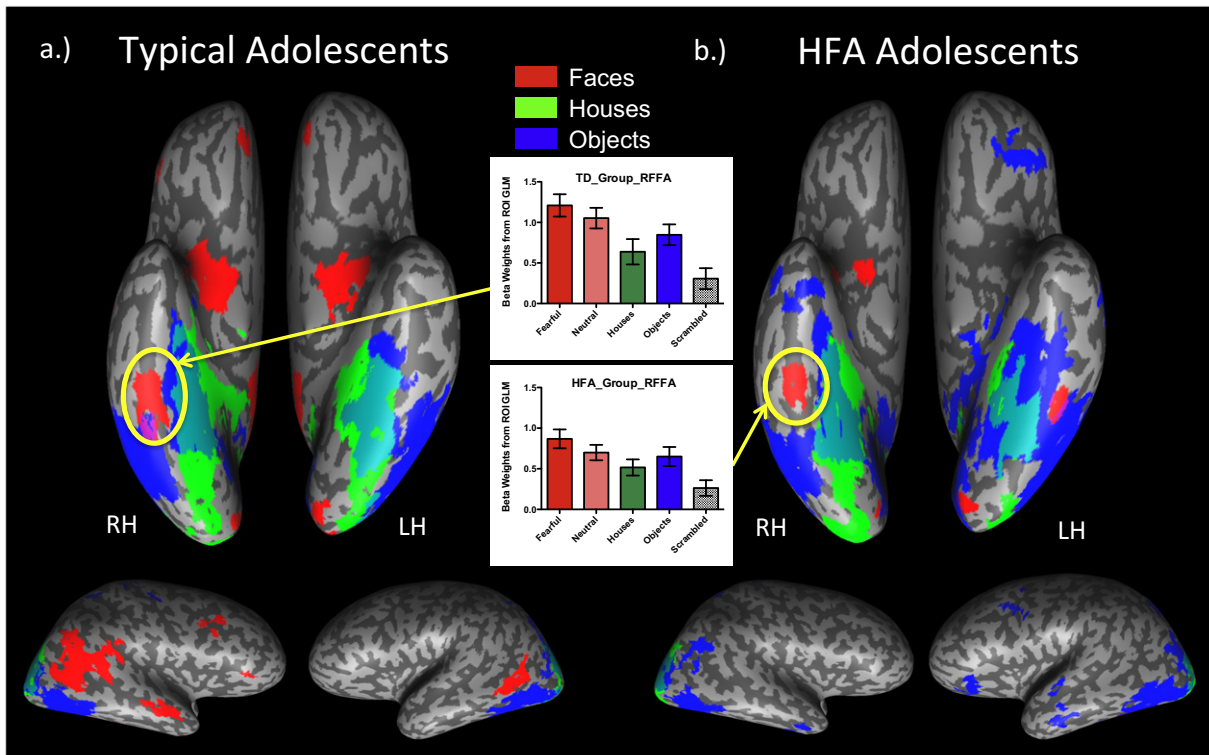 a.) Typical Adolescents
b.) HFA Adolescents
Faces
Houses
Objects
TD_Group_RFFA
Beta Weights from ROI GLM
1.5
1.0
0.5
0.0
Fearful
Neutral
Houses
Objects
Scrambled
HFA_Group_RFFA
Beta Weights from ROI GLM
1.5
1.0
0.5
0.0
Fearful
Neutral
Houses
Objects
Scrambled
RH
LH
RH
LH